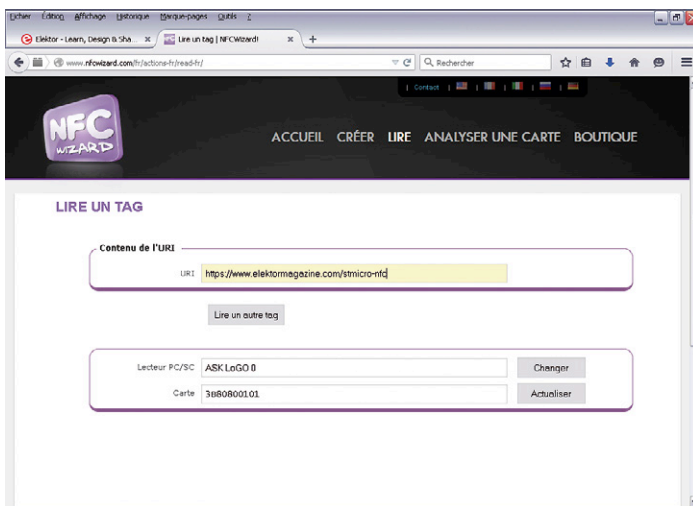 Fichier Édition Affichage Historique Marque-pages Outils ?
Elektor - Learn, Design & Sha... × Lire un tag | NFCWizard! × +
www.nfcwizard.com/fr/actions-fr/read-fr/ Rechercher
| Contact | | | | |
NFC
WIZARD
ACCUEIL CRÉER LIRE ANALYSER UNE CARTE BOUTIQUE
LIRE UN TAG
Contenu de l'URI
URI https://www.elektormagazine.com/stmicro-nfc
Lire un autre tag
Lecteur PC/SC ASK LoGO 0 Changer
Carte 3B80800101 Actualiser